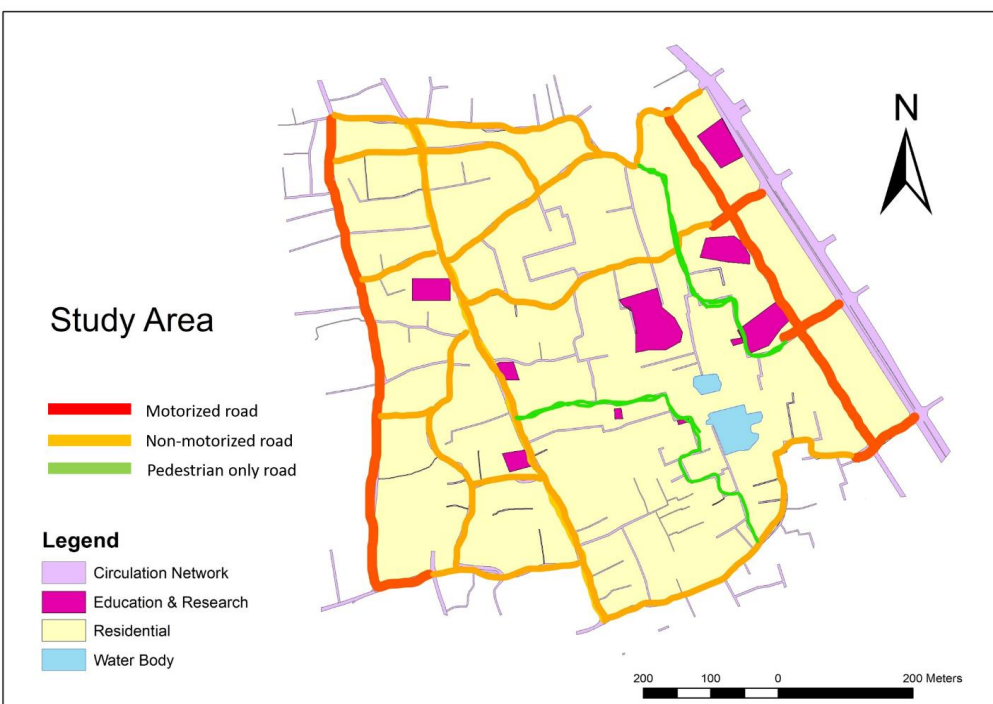 N
Study Area
Motorized road
Non-motorized road
Pedestrian only road
Legend
Circulation Network
Education & Research
Residential
Water Body
200 100 0 200 Meters